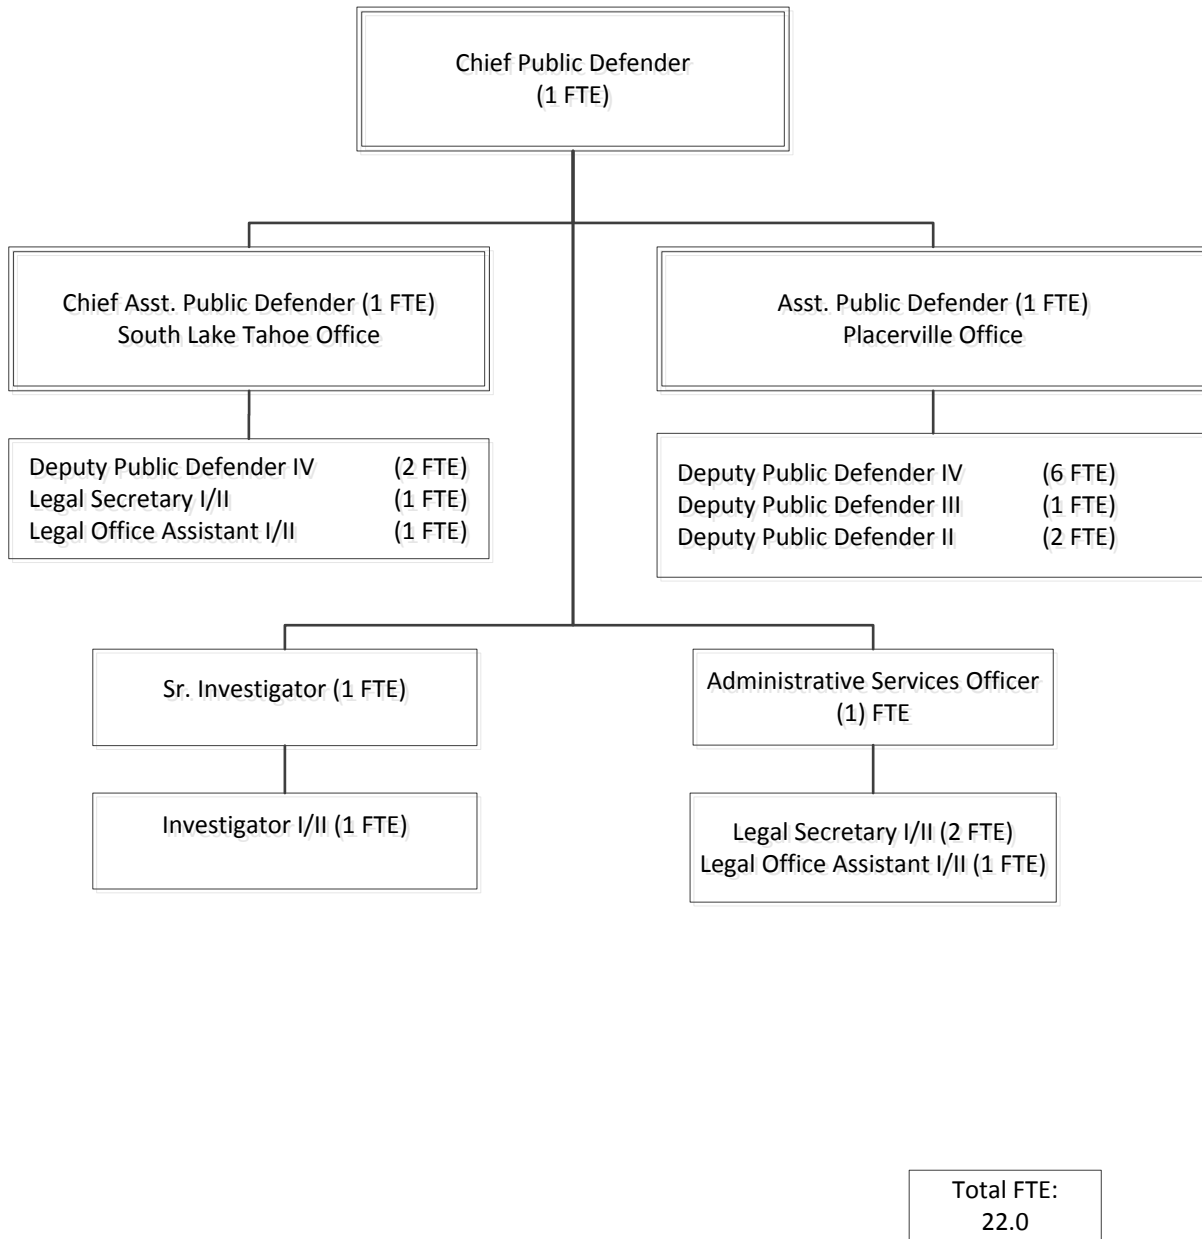 Chief Public Defender
(1 FTE)
Chief Asst. Public Defender (1 FTE)
South Lake Tahoe Office
Asst. Public Defender (1 FTE)
Placerville Office
Deputy Public Defender IV (2 FTE)
Legal Secretary I/II (1 FTE)
Legal Office Assistant I/II (1 FTE)
Deputy Public Defender IV (6 FTE)
Deputy Public Defender III (1 FTE)
Deputy Public Defender II (2 FTE)
Sr. Investigator (1 FTE)
Administrative Services Officer
(1) FTE
Investigator I/II (1 FTE)
Legal Secretary I/II (2 FTE)
Legal Office Assistant I/II (1 FTE)
Total FTE:
22.0